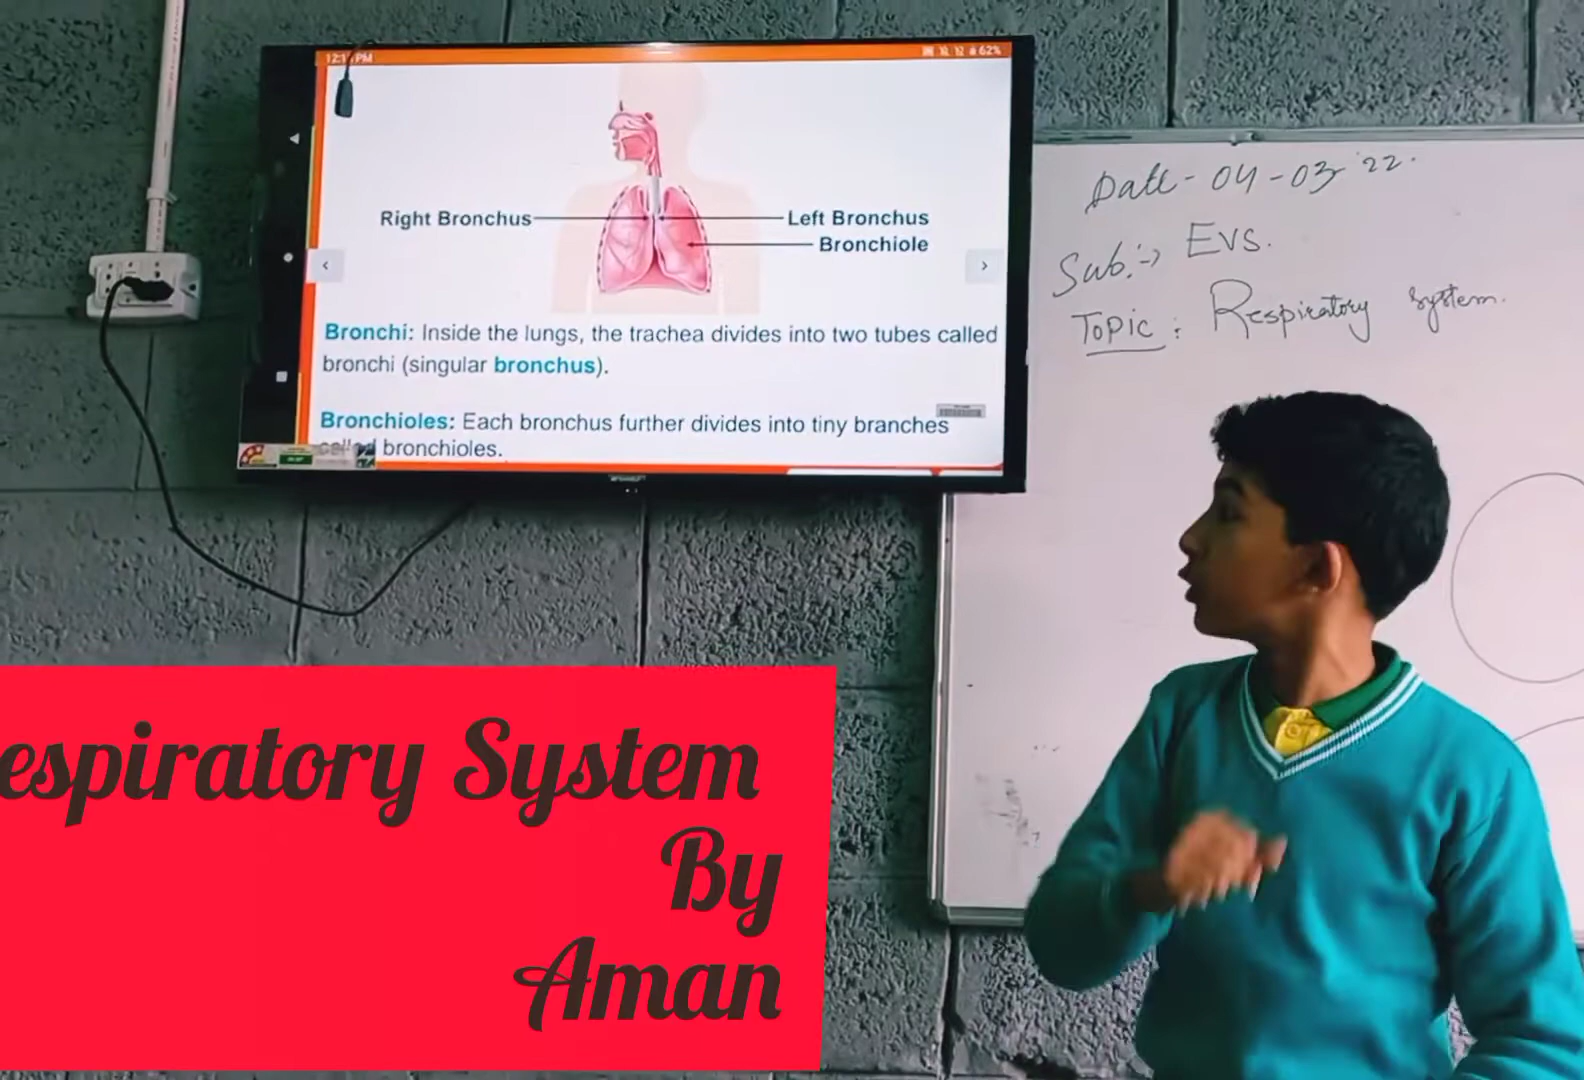 62%
Right Bronchus
Left Bronchus
Bronchiole
Bronchi: Inside the lungs, the trachea divides into two tubes called
bronchi (singular bronchus).
Bronchioles: Each bronchus further divides into tiny branches
called bronchioles.
Date - 04-03-'22.
Sub:-> EVS.
Topic: Respiratory system.
espiratory System
By
Aman